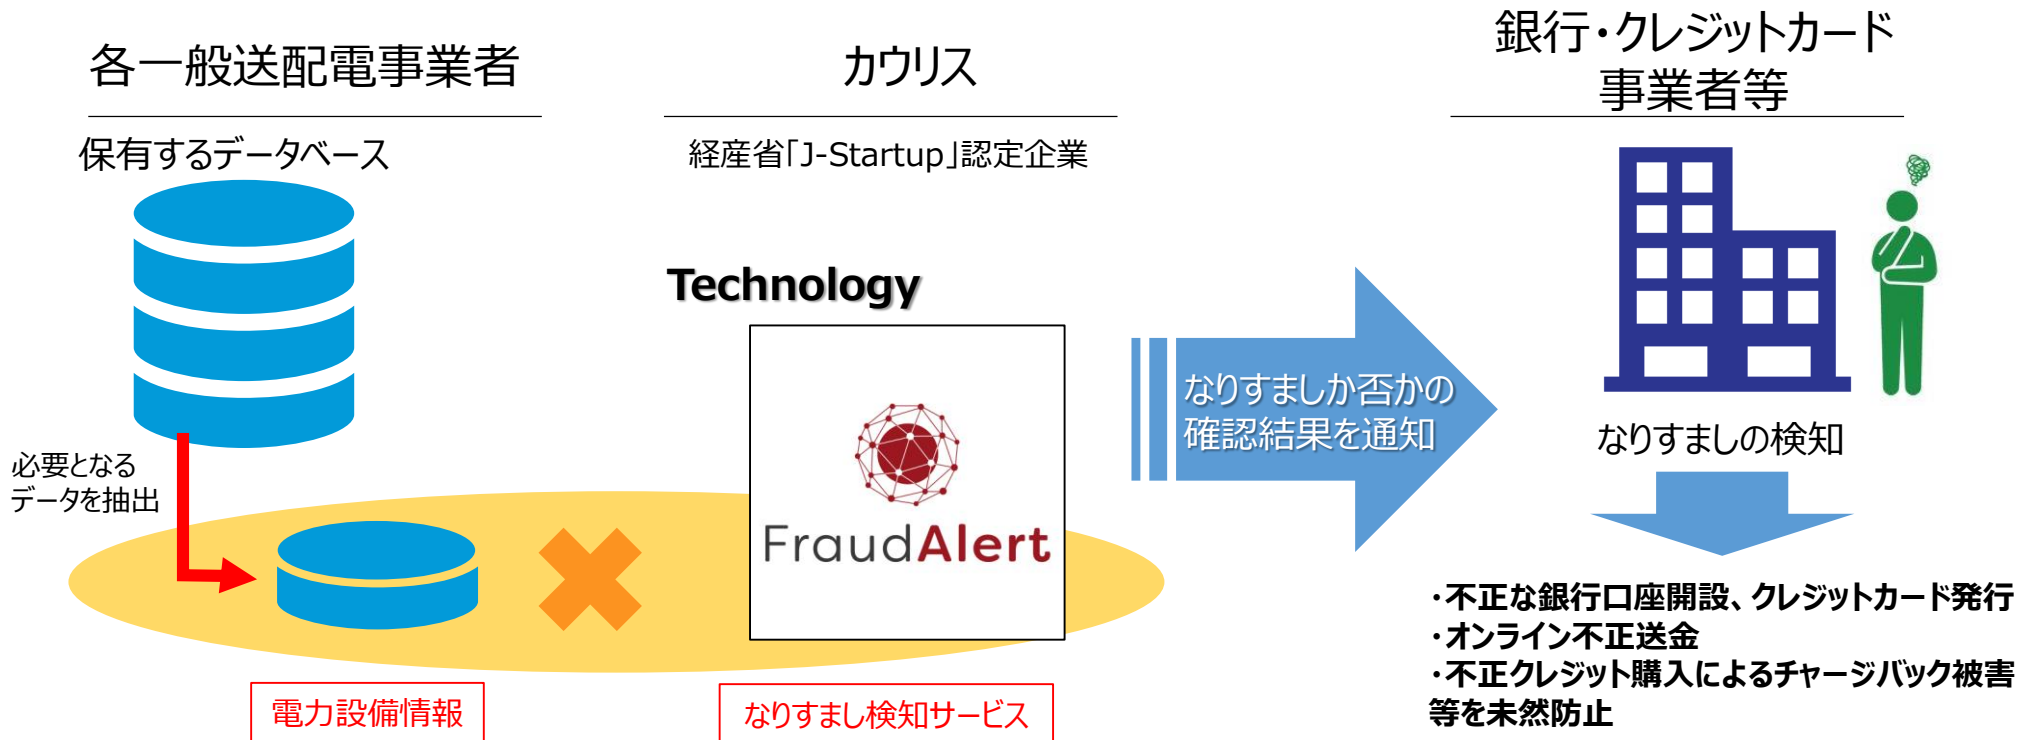 各一般送配電事業者
保有するデータベース
必要となる
データを抽出
電力設備情報
カウリス
経産省「J-Startup」認定企業
Technology
FraudAlert
なりすまし検知サービス
なりすましか否かの
確認結果を通知
銀行・クレジットカード
事業者等
なりすましの検知
・不正な銀行口座開設、クレジットカード発行
・オンライン不正送金
・不正クレジット購入によるチャージバック被害
等を未然防止